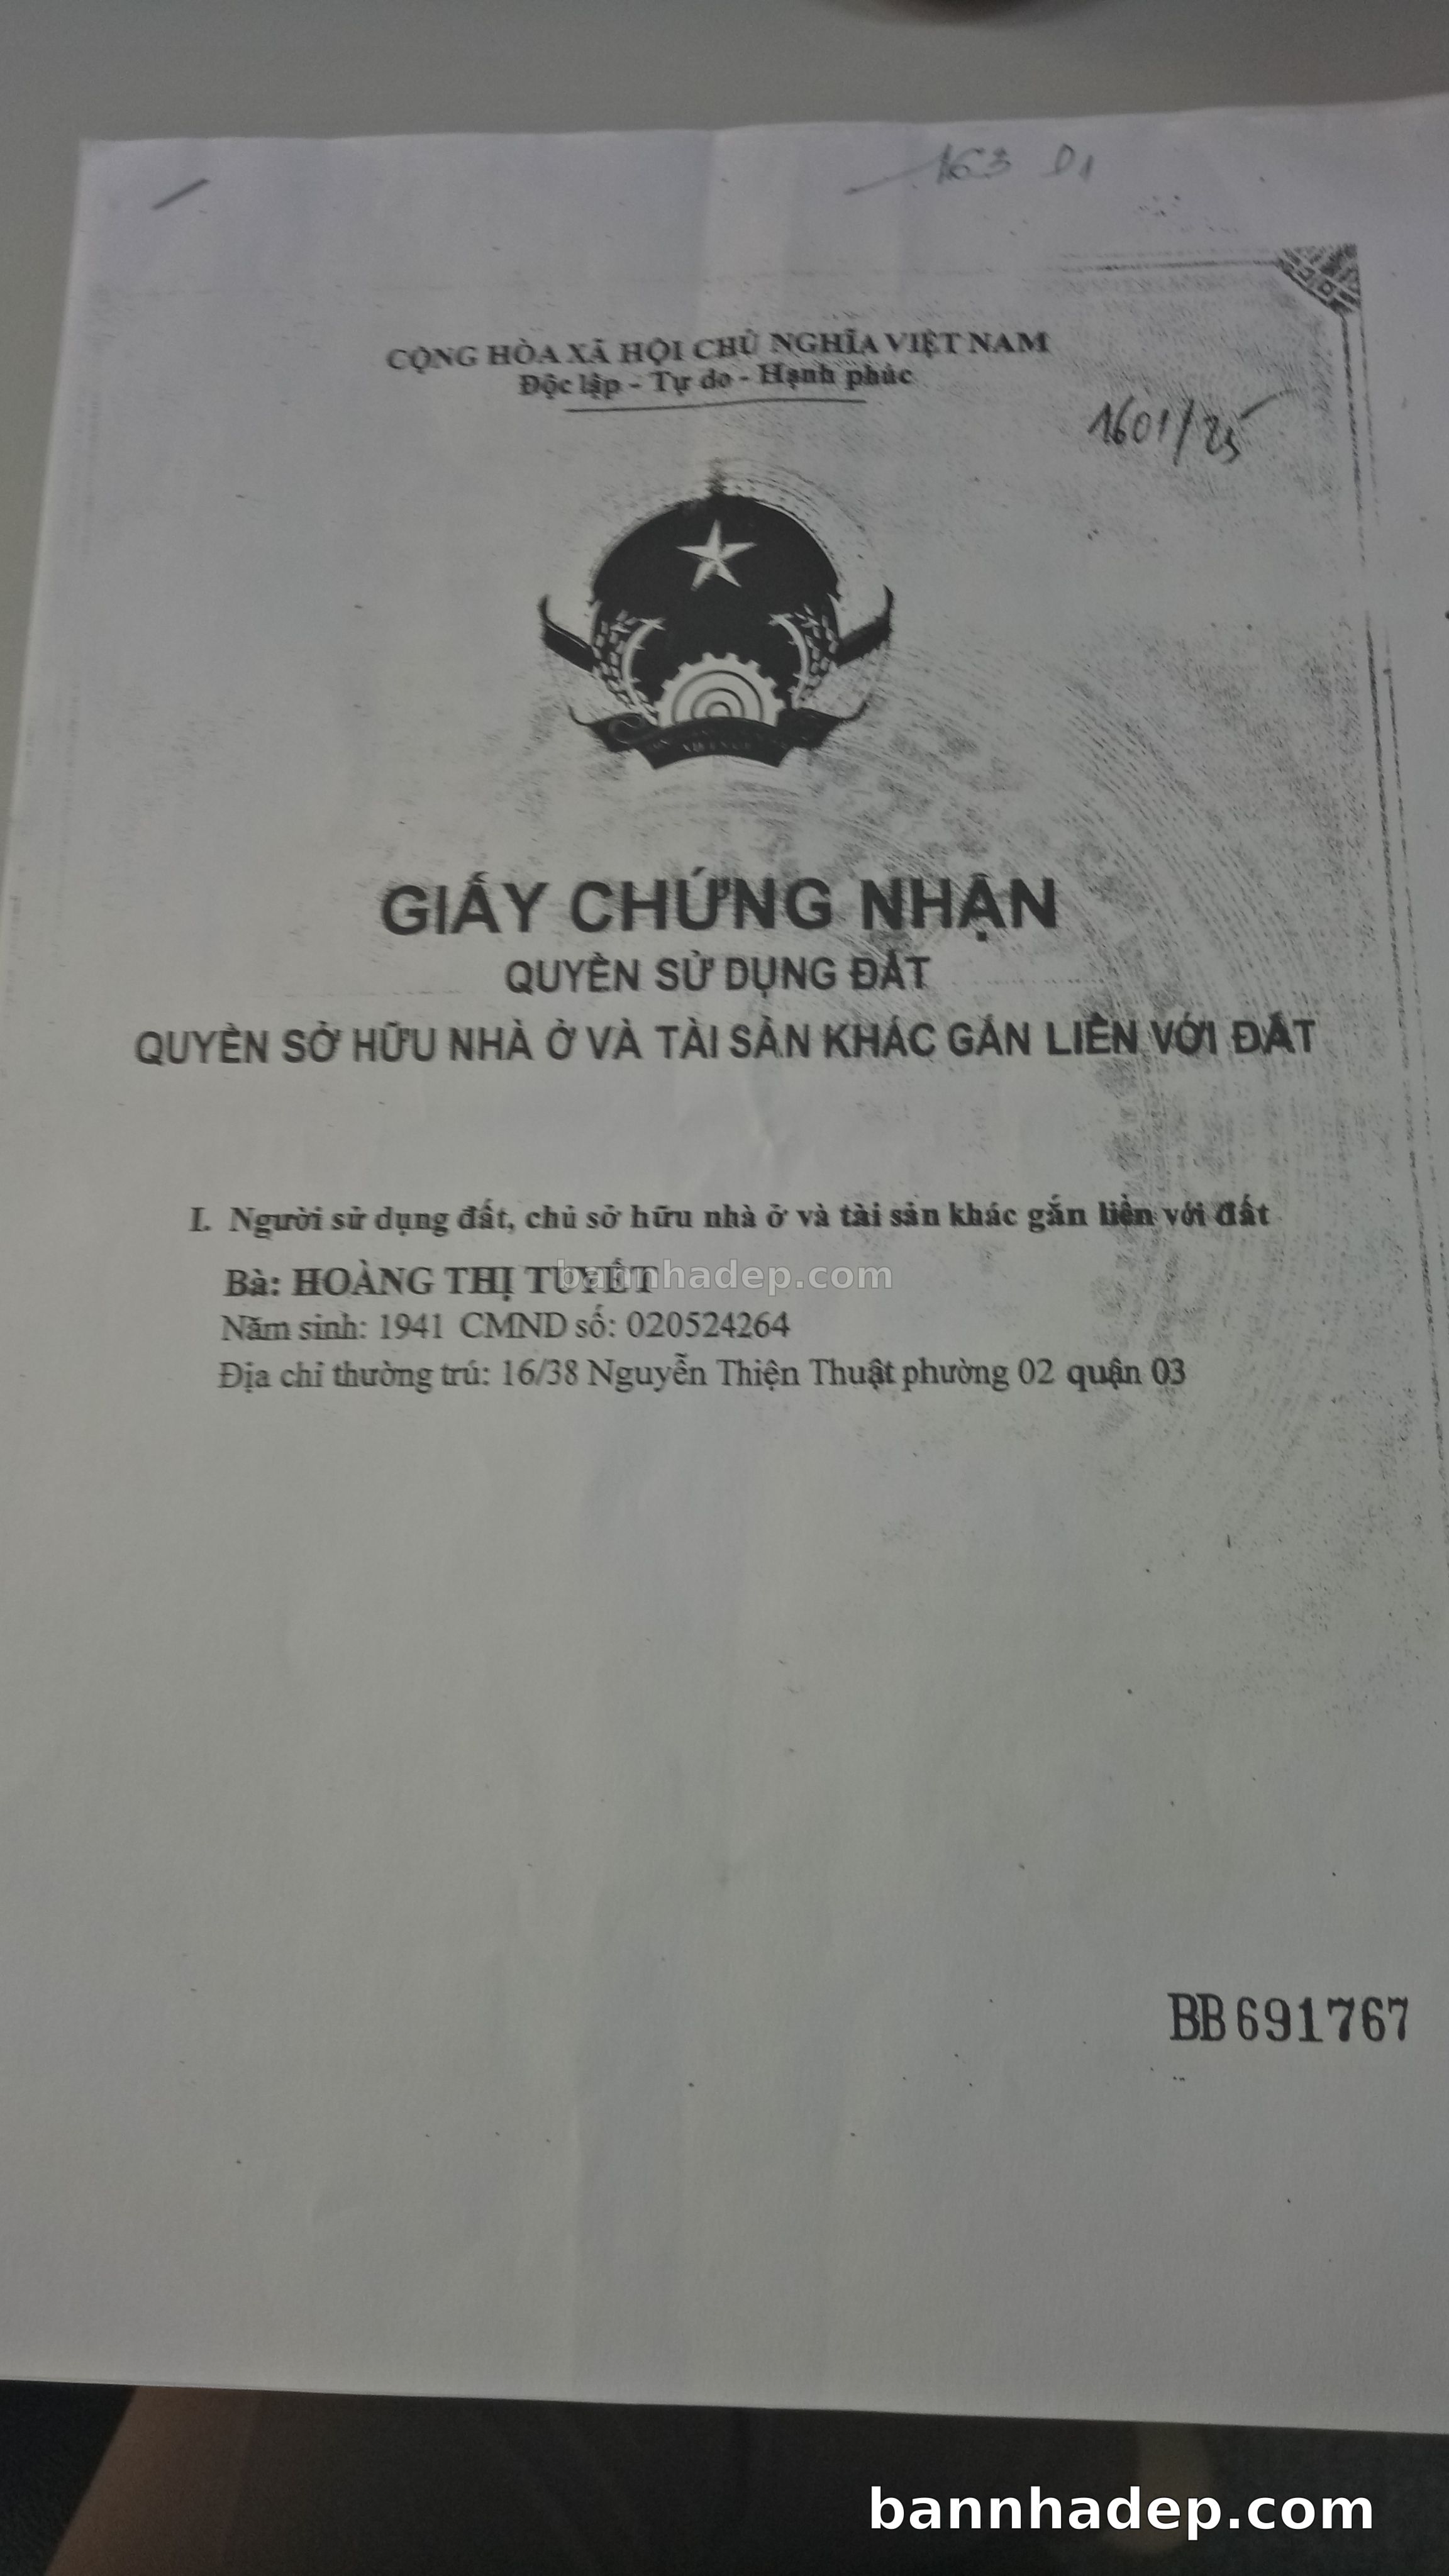 163 01
CỘNG HÒA XÃ HỘI CHỦ NGHĨA VIỆT NAM
Độc lập - Tự do - Hạnh phúc
1601/25
GIẤY CHỨNG NHẬN
QUYỀN SỬ DỤNG ĐẤT
QUYỀN SỞ HỮU NHÀ Ở VÀ TÀI SẢN KHÁC GẮN LIỀN VỚI ĐẤT
I. Người sử dụng đất, chủ sở hữu nhà ở và tài sản khác gắn liền với đất
Bà: HOÀNG THỊ TUYẾT
bannhadep.com
Năm sinh: 1941 CMND số: 020524264
Địa chỉ thường trú: 16/38 Nguyễn Thiện Thuật phường 02 quận 03
BB 691767
bannhadep.com